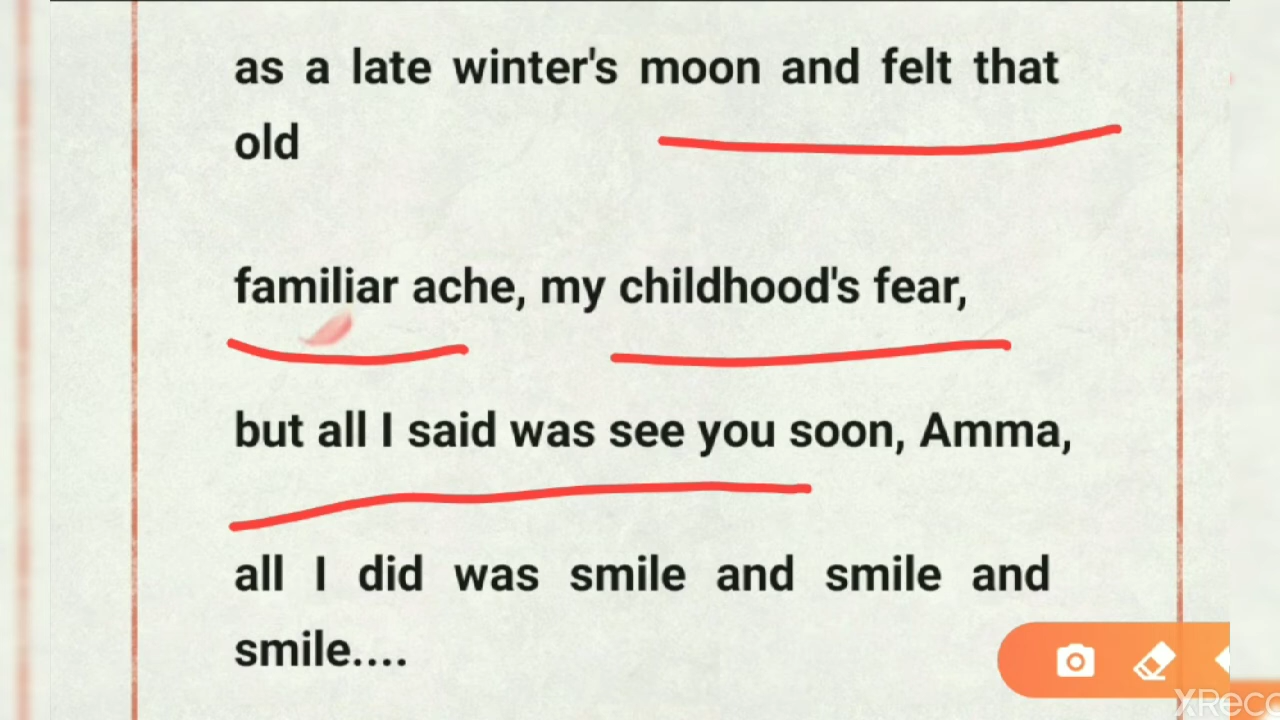 as a late winter's moon and felt that
old
familiar ache, my childhood's fear,
but all I said was see you soon, Amma,
all I did was smile and smile and
smile....
XRecc